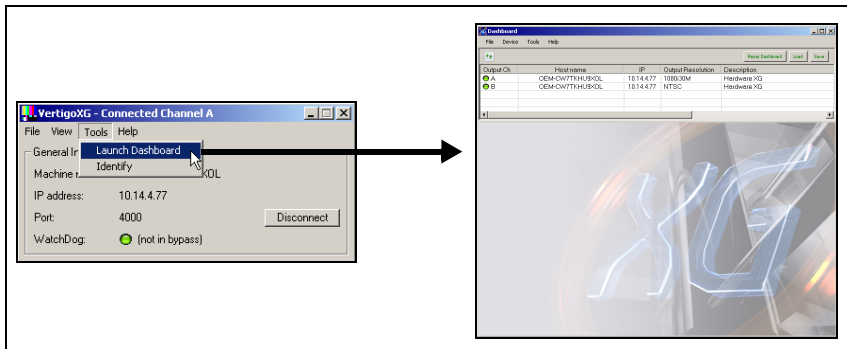 VertigoXG - Connected Channel A
File View Tools Help
General In
Launch Dashboard
Identify
Machine KOL
IP address: 10.14.4.77
Port: 4000
Disconnect
WatchDog: (not in bypass)
XG Dashboard
File Device Tools Help
Reset Dashboard Load Save
Output Ch Host name IP Output Resolution Description
A OEM-CW7TKHU9XOL 10.14.4.77 1080i30M Hardware XG
B OEM-CW7TKHU9XOL 10.14.4.77 NTSC Hardware XG
XG